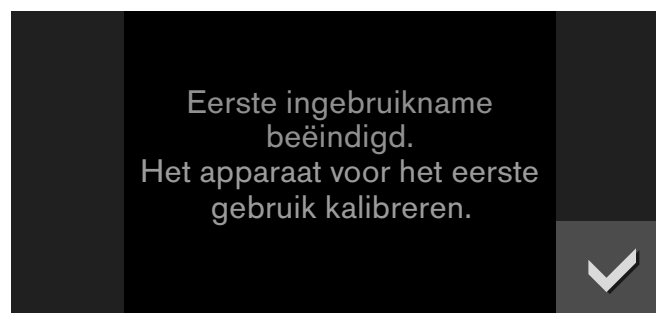 Eerste ingebruikname
beëindigd.
Het apparaat voor het eerste
gebruik kalibreren.